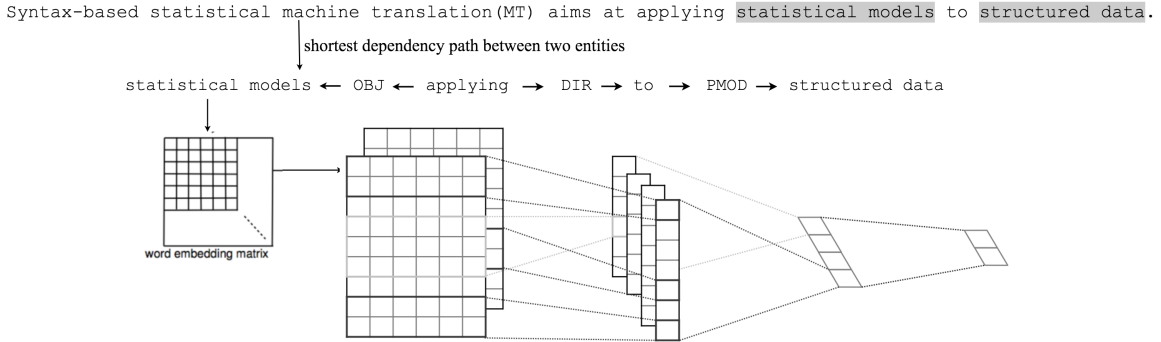 Syntax-based statistical machine translation(MT) aims at applying statistical models to structured data.
shortest dependency path between two entities
statistical models ← OBJ ← applying → DIR → to → PMOD → structured data
word embedding matrix